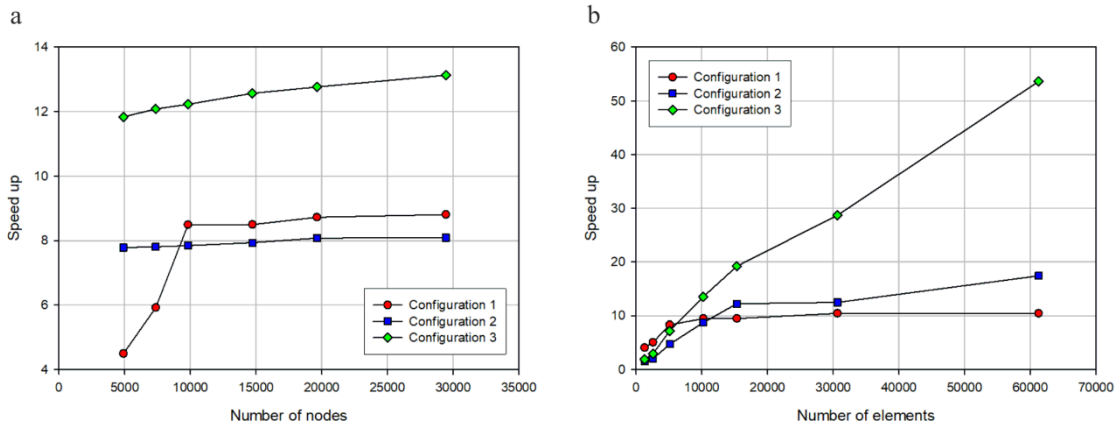 a
14
12
10
8
6
4
Speed up
Configuration 1
Configuration 2
Configuration 3
0 5000 10000 15000 20000 25000 30000 35000
Number of nodes
b
60
50
40
30
20
10
0
Speed up
Configuration 1
Configuration 2
Configuration 3
0 10000 20000 30000 40000 50000 60000 70000
Number of elements